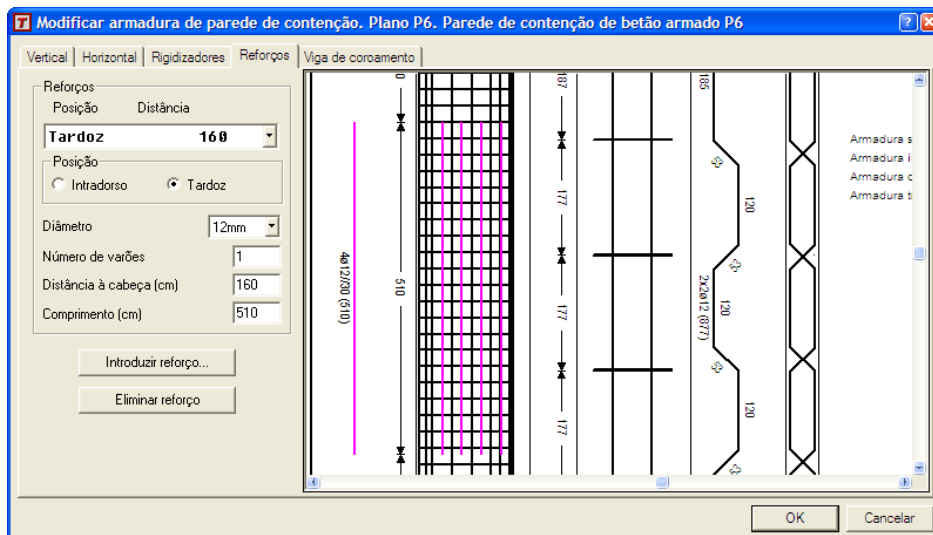 Modificar armadura de parede de contenção. Plano P6. Parede de contenção de betão armado P6
Vertical Horizontal Rigidizadores Reforços Viga de coroamento
Reforços
Posição Distância
Tardoz 160
Posição
Intradorso Tardoz
Diâmetro 12mm
Número de varões 1
Distância à cabeça (cm) 160
Comprimento (cm) 510
Introduzir reforço...
Eliminar reforço
4ø12//30 (510)
0
510
187
177
177
177
185
120
2x2ø12 (877)
120
120
Armadura s
Armadura i
Armadura c
Armadura t
OK Cancelar